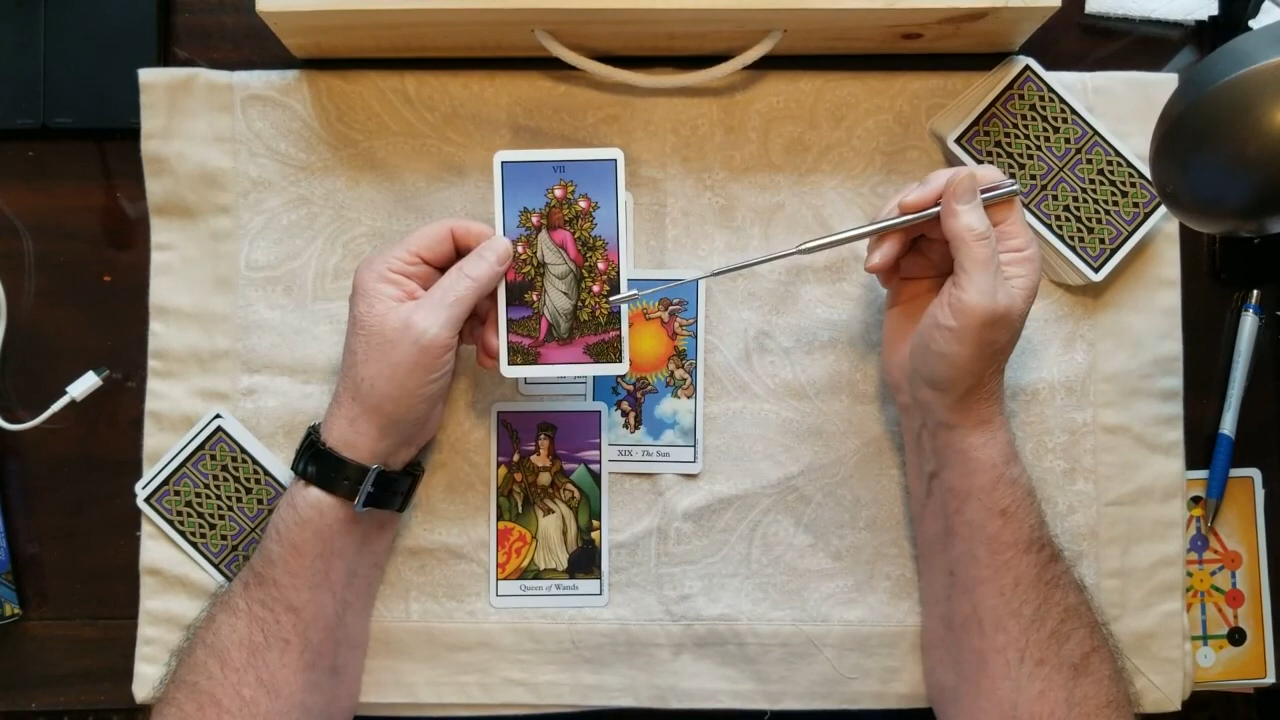 VII
XIX · The Sun
Queen of Wands